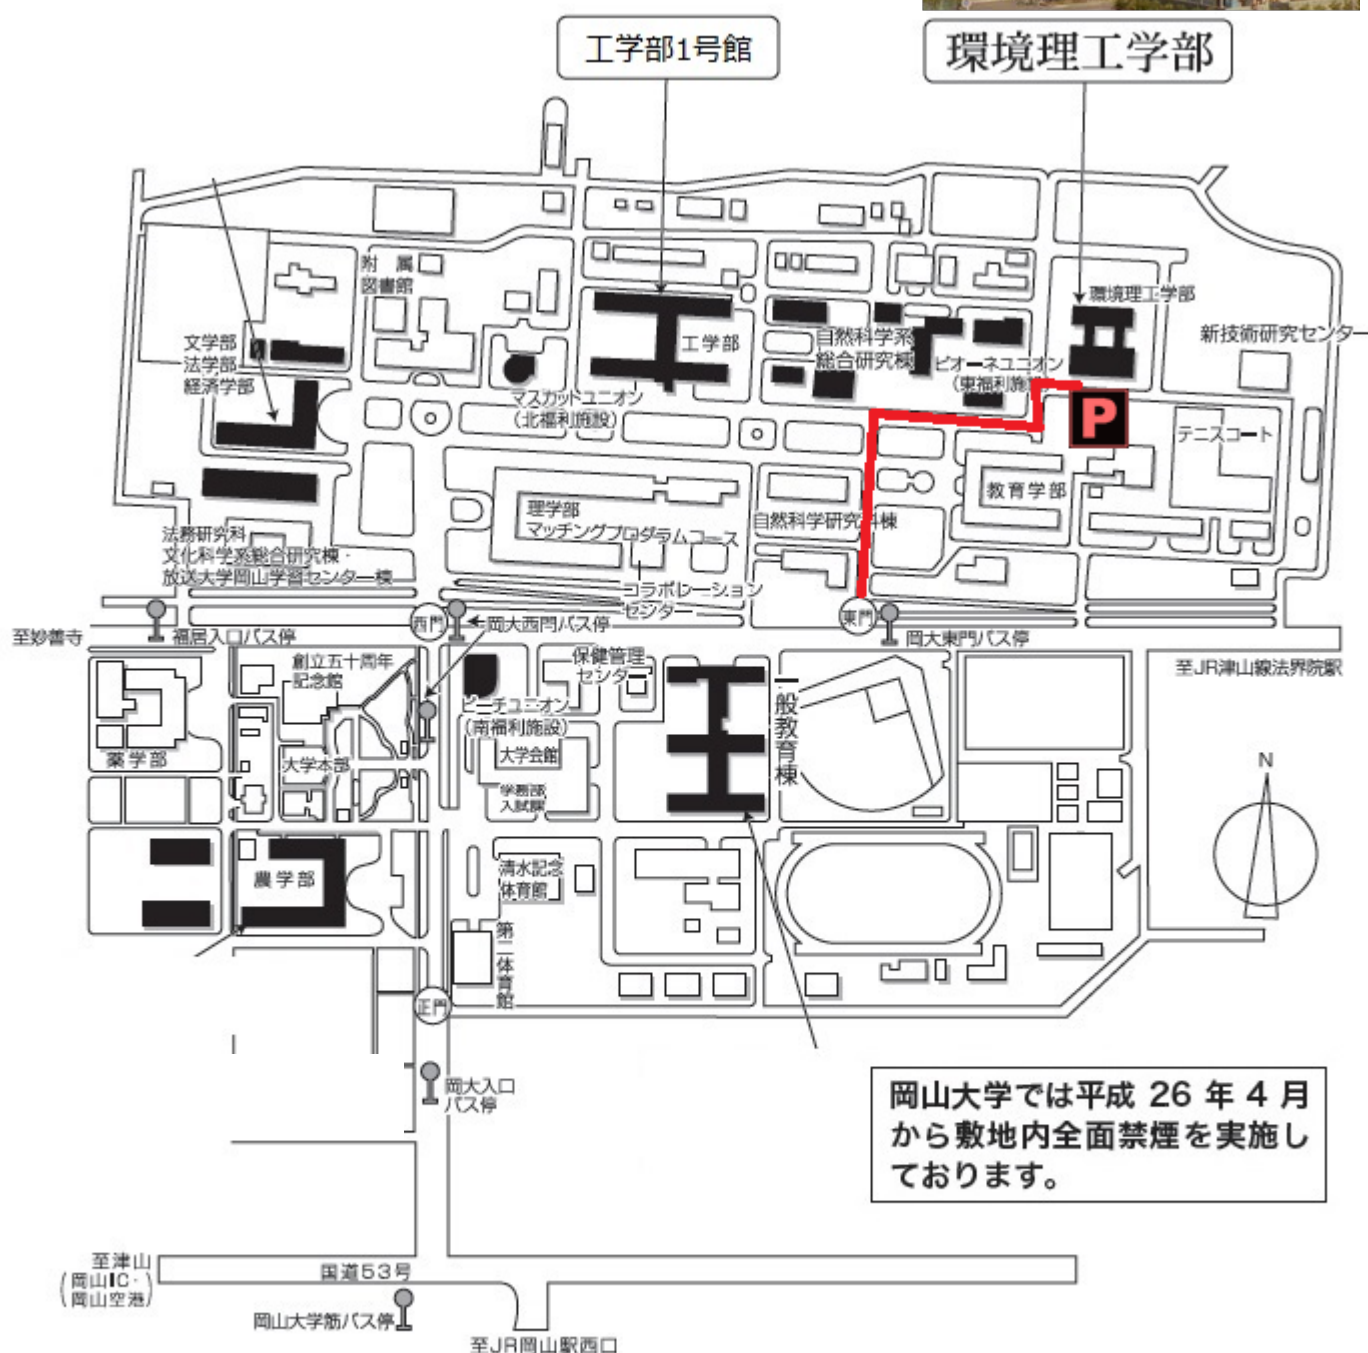 工学部1号館
環境理工学部
附属
図書館
環境理工学部
文学部
法学部
経済学部
工学部
自然科学系
総合研究棟
新技術研究センター
ピオーネユニオン
(東福利施設)
マスカットユニオン
(北福利施設)
P
テニスコート
教育学部
理学部
マッチングプログラムコース
自然科学研究科棟
法務研究科
文化科学系総合研究棟・
放送大学岡山学習センター棟
コラボレーション
センター
至妙善寺
福居入口バス停
西門
岡大西門バス停
東門
岡大東門バス停
至JR津山線法界院駅
創立五十周年
記念館
保健管理
センター
ピーチユニオン
(南福利施設)
一般教育棟
薬学部
大学本部
大学会館
学務部
入試課
N
農学部
清水記念
体育館
第二体育館
正門
岡大入口
バス停
岡山大学では平成 26 年 4 月
から敷地内全面禁煙を実施し
ております。
至津山
(岡山IC・
岡山空港)
国道53号
岡山大学筋バス停
至JR岡山駅西口